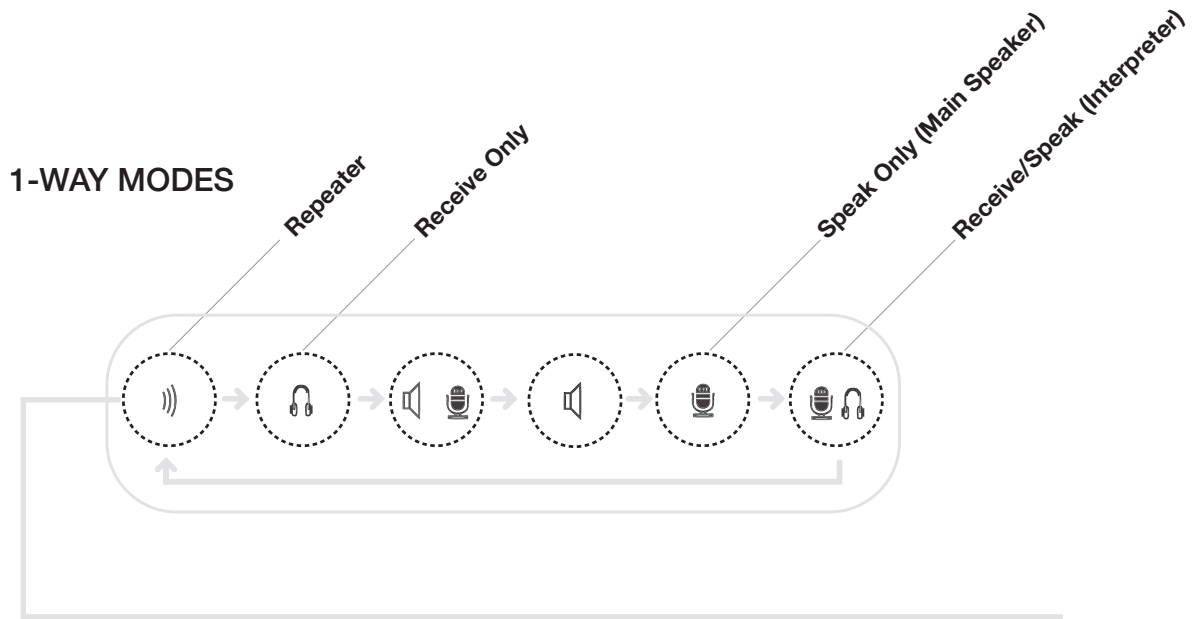 1-WAY MODES
Repeater
Receive Only
Speak Only (Main Speaker)
Receive/Speak (Interpreter)